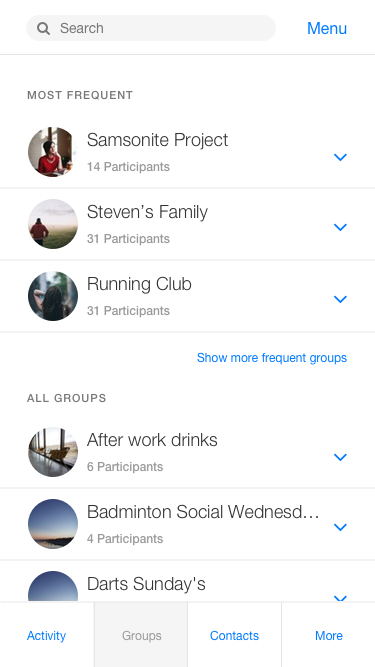 Search
Menu
MOST FREQUENT
Samsonite Project
14 Participants
Steven’s Family
31 Participants
Running Club
31 Participants
Show more frequent groups
ALL GROUPS
After work drinks
6 Participants
Badminton Social Wednesd...
4 Participants
Darts Sunday's
Activity
Groups
Contacts
More